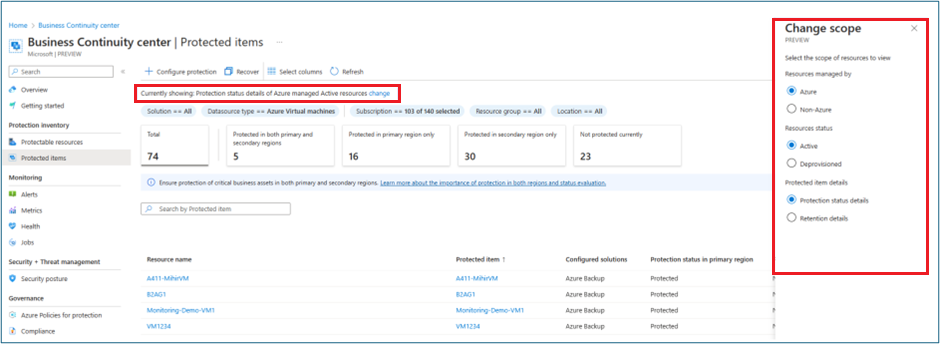 Home > Business Continuity center >
Business Continuity center | Protected items ...
Microsoft | PREVIEW
Search
«
Overview
Getting started
Protection inventory
Protectable resources
Protected items
Monitoring
Alerts
Metrics
Health
Jobs
Security + Threat management
Security posture
Governance
Azure Policies for protection
Compliance
Configure protection
Recover
Select columns
Refresh
Currently showing: Protection status details of Azure managed Active resources change
Solution == All
Datasource type == Azure Virtual machines
Subscription == 103 of 140 selected
Resource group == All
Location == All
Total
74
Protected in both primary and
secondary regions
5
Protected in primary region only
16
Protected in secondary region only
30
Not protected currently
23
Ensure protection of critical business assets in both primary and secondary regions. Learn more about the importance of protection in both regions and status evaluation.
Search by Protected item
Resource name Protected item ↑ Configured solutions Protection status in primary region
A411-MihirVM A411-MihirVM Azure Backup Protected
B2AG1 B2AG1 Azure Backup Protected
Monitoring-Demo-VM1 Monitoring-Demo-VM1 Azure Backup Protected
VM1234 VM1234 Azure Backup Protected
Change scope
PREVIEW
Select the scope of resources to view
Resources managed by
Azure
Non-Azure
Resources status
Active
Deprovisioned
Protected item details
Protection status details
Retention details